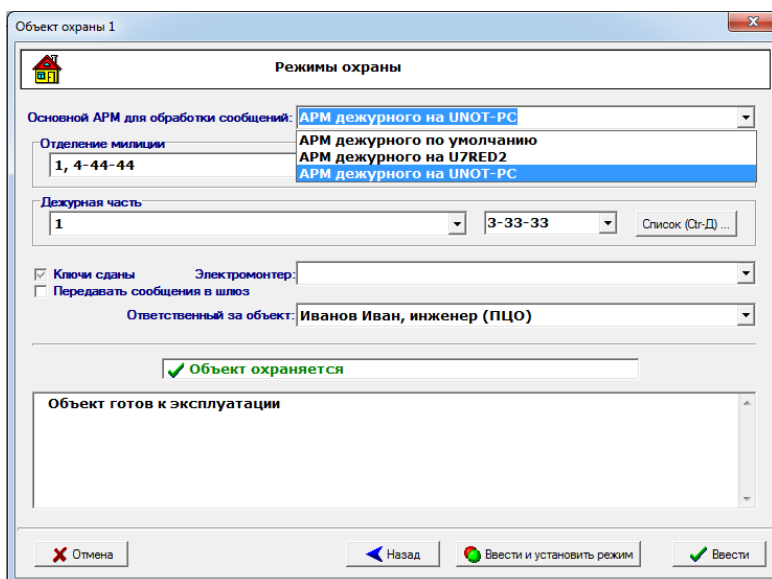 Объект охраны 1
Режимы охраны
Основной АРМ для обработки сообщений: АРМ дежурного на UNOT-PC
АРМ дежурного по умолчанию
АРМ дежурного на U7RED2
АРМ дежурного на UNOT-PC
Отделение милиции
1, 4-44-44
Дежурная часть
1 3-33-33 Список (Ctr-Д) ...
Ключи сданы Электромонтер:
Передавать сообщения в шлюз
Ответственный за объект: Иванов Иван, инженер (ПЦО)
Объект охраняется
Объект готов к эксплуатации
Отмена Назад Ввести и установить режим Ввести